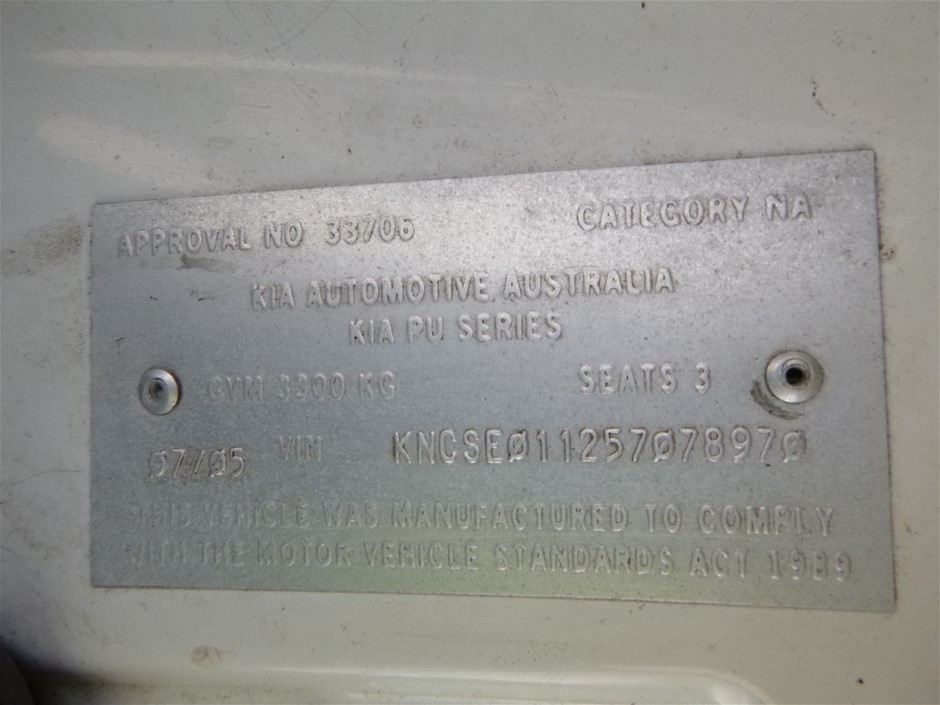 APPROVAL NO 33706 CATEGORY NA
KIA AUTOMOTIVE AUSTRALIA
KIA PU SERIES
GVM 3200 KG SEATS 3
07/05 VIN KNCSE011257078970
THIS VEHICLE WAS MANUFACTURED TO COMPLY
WITH THE MOTOR VEHICLE STANDARDS ACT 1989